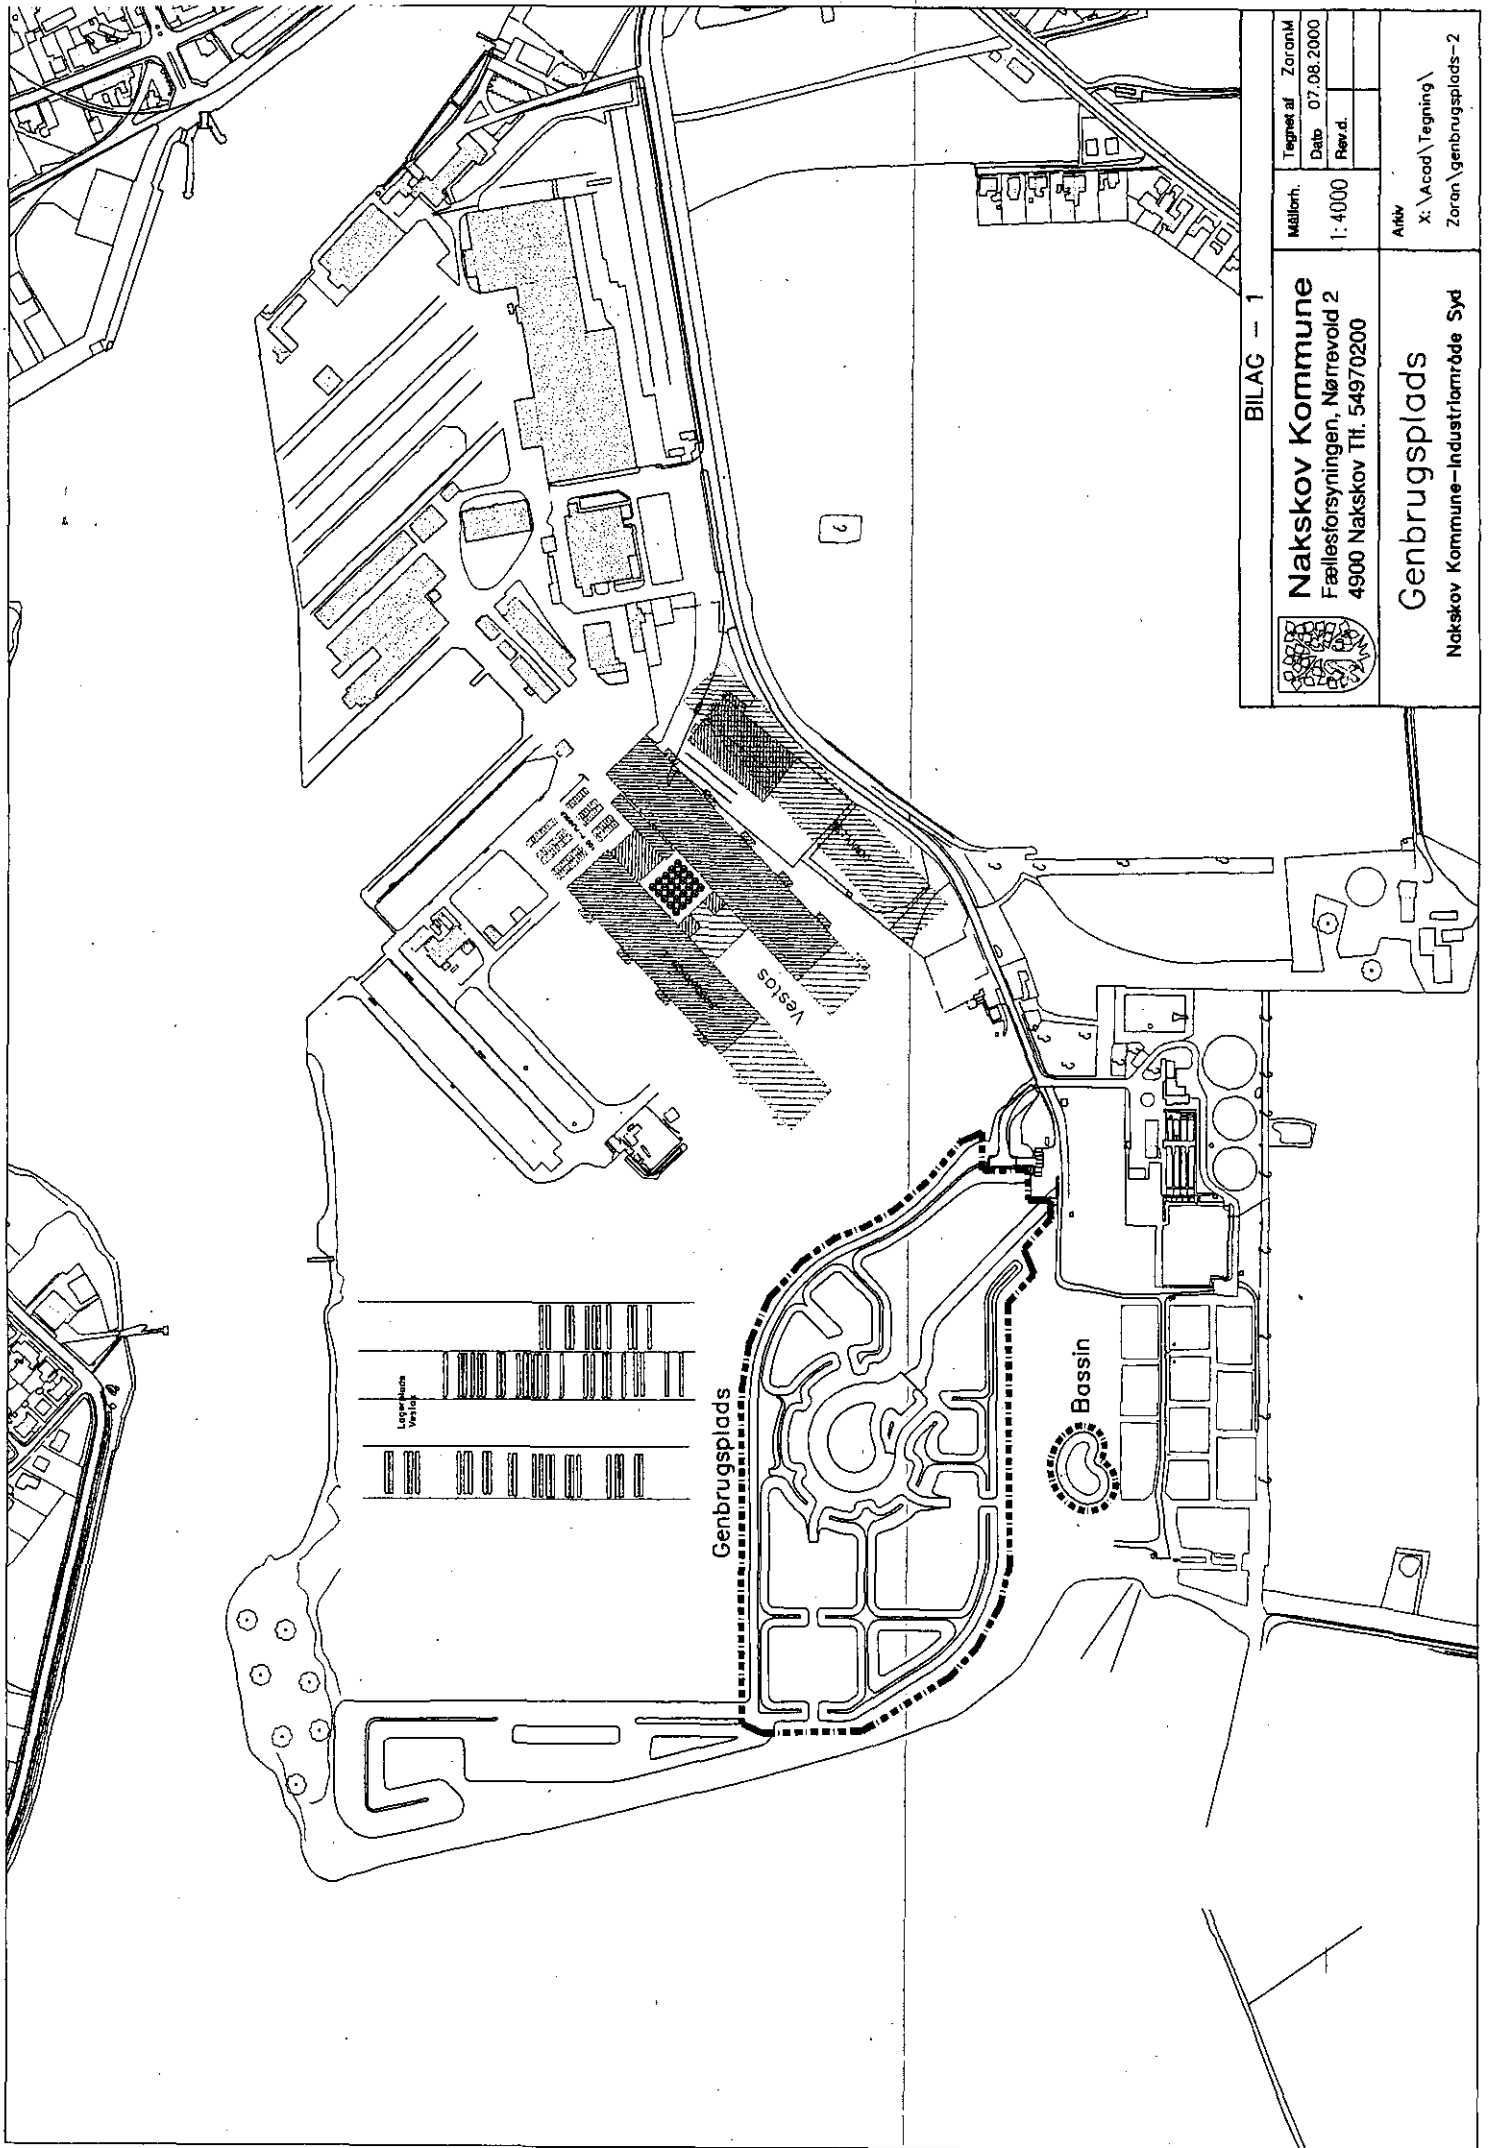 BILAG - 1
Nakskov Kommune
Fællesforsyningen, Nørrevold 2
4900 Nakskov Tlf. 54970200
Målforh.
1:4000
Tegnet af ZoranM
Dato 07.08.2000
Rev.d.
Genbrugsplads
Nakskov Kommune-Industriområde Syd
Arkiv
X:\Acad\Tegning\
Zoran\genbrugsplads-2
Vestas
Lagerplads
Vestas
Genbrugsplads
Bassin